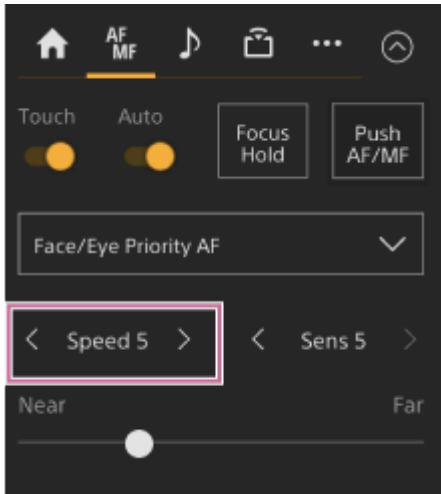 AF
MF
Touch Auto
Focus
Hold
Push
AF/MF
Face/Eye Priority AF
Speed 5
Sens 5
Near Far